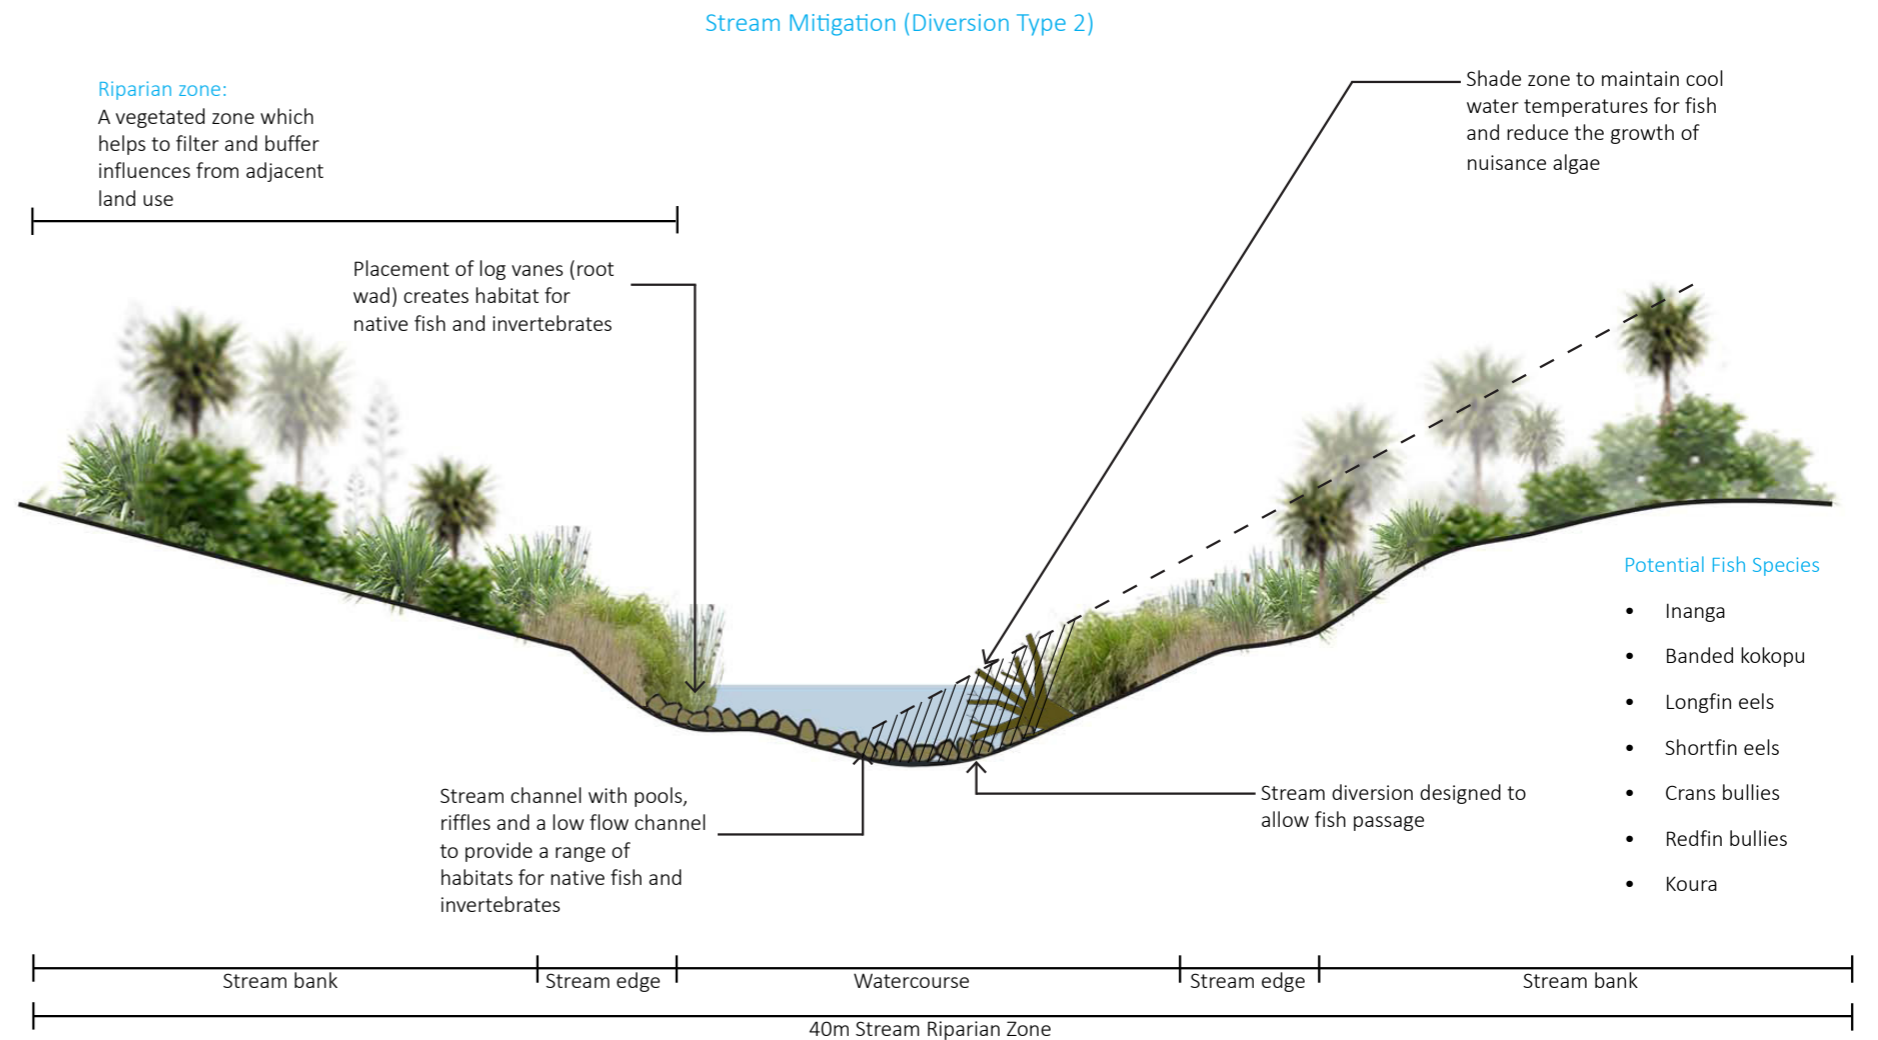 Stream Mitigation (Diversion Type 2)
Riparian zone:
A vegetated zone which
helps to filter and buffer
influences from adjacent
land use
Shade zone to maintain cool
water temperatures for fish
and reduce the growth of
nuisance algae
Placement of log vanes (root
wad) creates habitat for
native fish and invertebrates
Potential Fish Species
• Inanga
• Banded kokopu
• Longfin eels
• Shortfin eels
• Crans bullies
• Redfin bullies
• Koura
Stream channel with pools,
riffles and a low flow channel
to provide a range of
habitats for native fish and
invertebrates
Stream diversion designed to
allow fish passage
Stream bank
Stream edge
Watercourse
Stream edge
Stream bank
40m Stream Riparian Zone